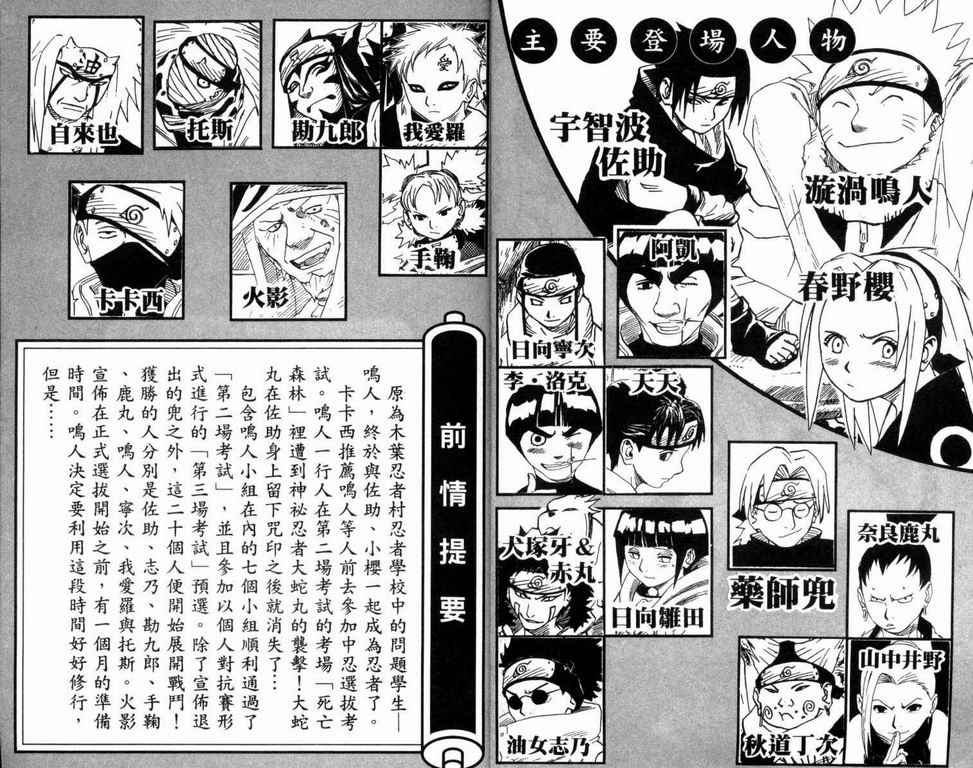 主要登場人物
漩渦鳴人
宇智波
佐助
春野櫻
阿凱
日向寧次
天天
李·洛克
日向雛田
犬塚牙&
赤丸
油女志乃
藥師兜
奈良鹿丸
山中井野
秋道丁次
我愛羅
愛
勘九郎
托斯
自來也
油
手鞠
火影
卡卡西
前情提要
原為木葉忍者村忍者學校中的問題學生—
鳴人,終於與佐助、小櫻一起成為忍者了。
卡卡西推薦鳴人等人前去參加中忍選拔考
試。鳴人一行人在第二場考試的考場「死亡
森林」裡遭到神祕忍者大蛇丸的襲擊!大蛇
丸在佐助身上留下咒印之後就消失了…
包含鳴人小組在內的七個小組順利通過了
「第二場考試」,並且參加以個人對抗賽形
式進行的「第三場考試」預選。除了宣佈退
出的兜之外,這二十個人便開始展開戰鬥!
獲勝的人分別是佐助、志乃、勘九郎、手鞠
、鹿丸、鳴人、寧次、我愛羅與托斯。火影
宣佈在正式選拔開始之前,有一個月的準備
時間。鳴人決定要利用這段時間好好修行,
但是……